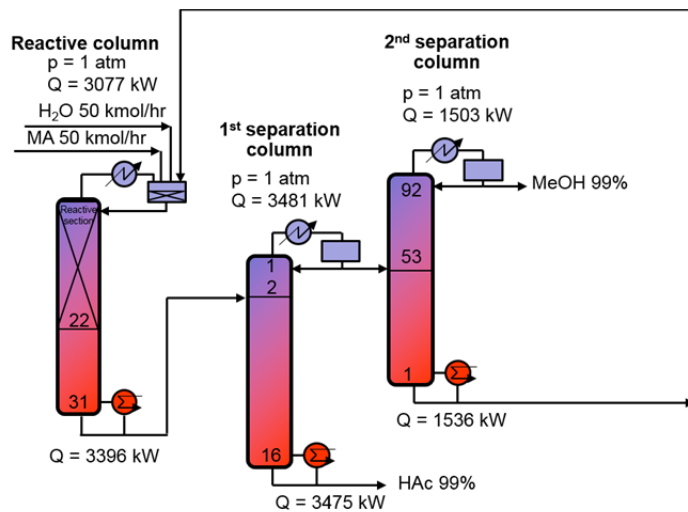 Reactive column
p = 1 atm
Q = 3077 kW
H₂O 50 kmol/hr
MA 50 kmol/hr
Reactive
section
22
31
Q = 3396 kW
1st separation
column
p = 1 atm
Q = 3481 kW
1
2
16
Q = 3475 kW
HAc 99%
2nd separation
column
p = 1 atm
Q = 1503 kW
92
MeOH 99%
53
1
Q = 1536 kW